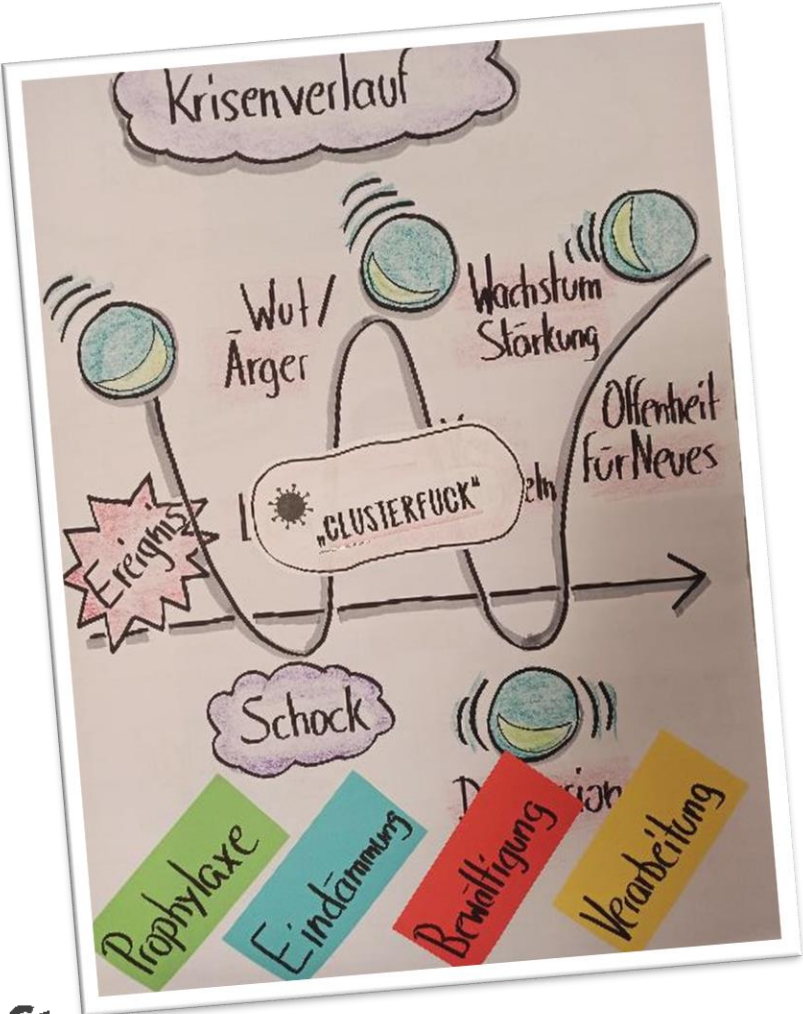 Krisenverlauf
Wut /
Ärger
Wachstum
Stärkung
Offenheit
für Neues
Ereignis
„CLUSTERFUCK“
Schock
Prophylaxe
Eindämmung
Bewältigung
Verarbeitung